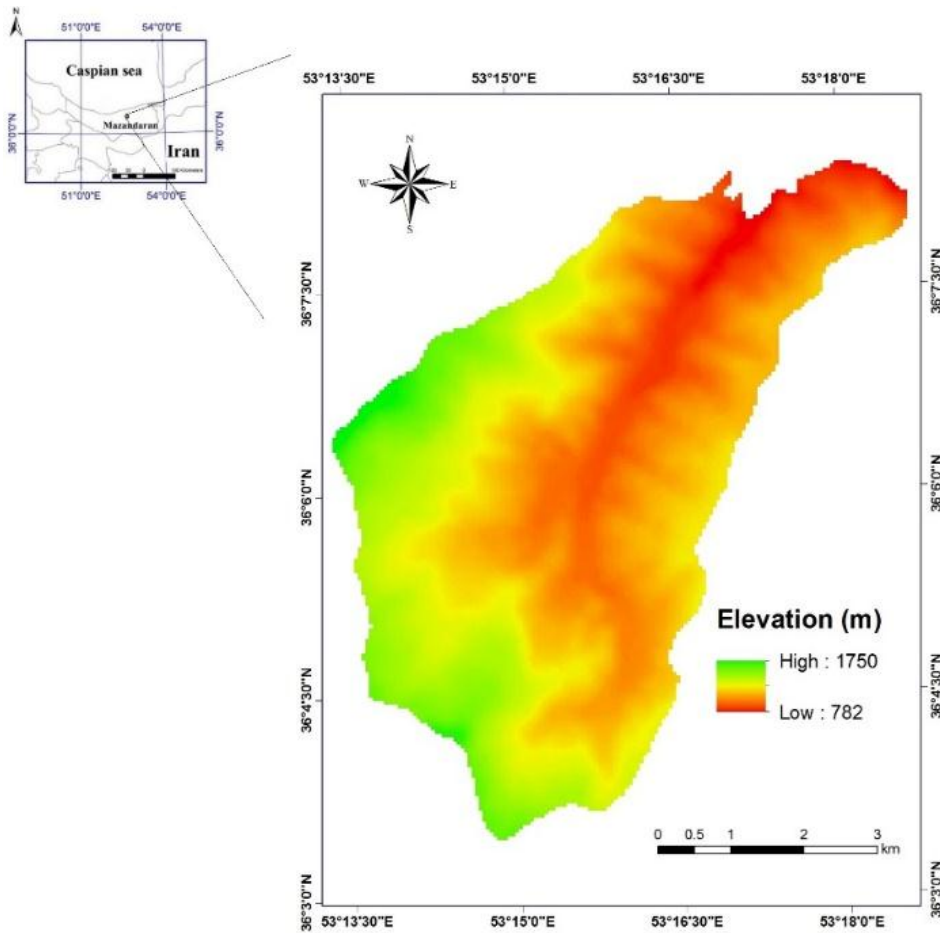 N
51°0'0"E 54°0'0"E
Caspian sea
Mazandaran
36°0'0"N 36°0'0"N
Iran
51°0'0"E 54°0'0"E
53°13'30"E 53°15'0"E 53°16'30"E 53°18'0"E
N
W E
S
36°7'30"N 36°7'30"N
36°6'0"N 36°6'0"N
Elevation (m)
High : 1750
Low : 782
36°4'30"N 36°4'30"N
0 0.5 1 2 3
km
36°3'0"N 36°3'0"N
53°13'30"E 53°15'0"E 53°16'30"E 53°18'0"E